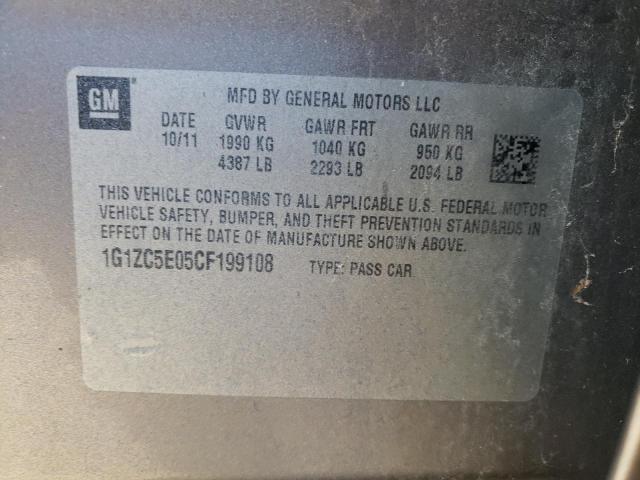 GM
MFD BY GENERAL MOTORS LLC
DATE GVWR GAWR FRT GAWR RR
10/11 1990 KG 1040 KG 950 KG
4387 LB 2293 LB 2094 LB
THIS VEHICLE CONFORMS TO ALL APPLICABLE U.S. FEDERAL MOTOR
VEHICLE SAFETY, BUMPER, AND THEFT PREVENTION STANDARDS IN
EFFECT ON THE DATE OF MANUFACTURE SHOWN ABOVE.
1G1ZC5E05CF199108 TYPE: PASS CAR